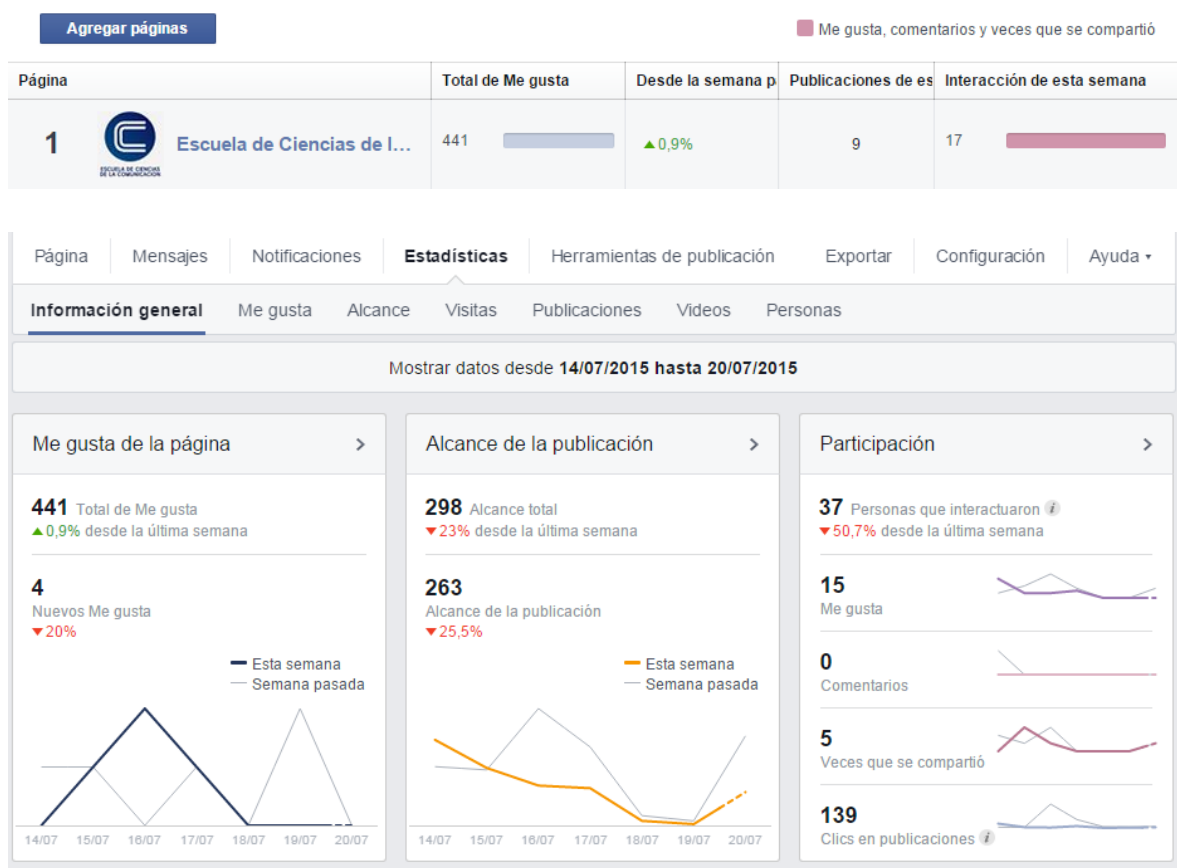 Agregar páginas
Me gusta, comentarios y veces que se compartió
Página Total de Me gusta Desde la semana p Publicaciones de es Interacción de esta semana
1 Escuela de Ciencias de l... 441 ▲0,9% 9 17
ESCUELA DE CIENCIAS
DE LA COMUNICACION
Página Mensajes Notificaciones Estadísticas Herramientas de publicación Exportar Configuración Ayuda
Información general Me gusta Alcance Visitas Publicaciones Videos Personas
Mostrar datos desde 14/07/2015 hasta 20/07/2015
Me gusta de la página
441 Total de Me gusta
▲0,9% desde la última semana
4
Nuevos Me gusta
▼20%
Esta semana
Semana pasada
14/07 15/07 16/07 17/07 18/07 19/07 20/07
Alcance de la publicación
298 Alcance total
▼23% desde la última semana
263
Alcance de la publicación
▼25,5%
Esta semana
Semana pasada
14/07 15/07 16/07 17/07 18/07 19/07 20/07
Participación
37 Personas que interactuaron i
▼50,7% desde la última semana
15
Me gusta
0
Comentarios
5
Veces que se compartió
139
Clics en publicaciones i